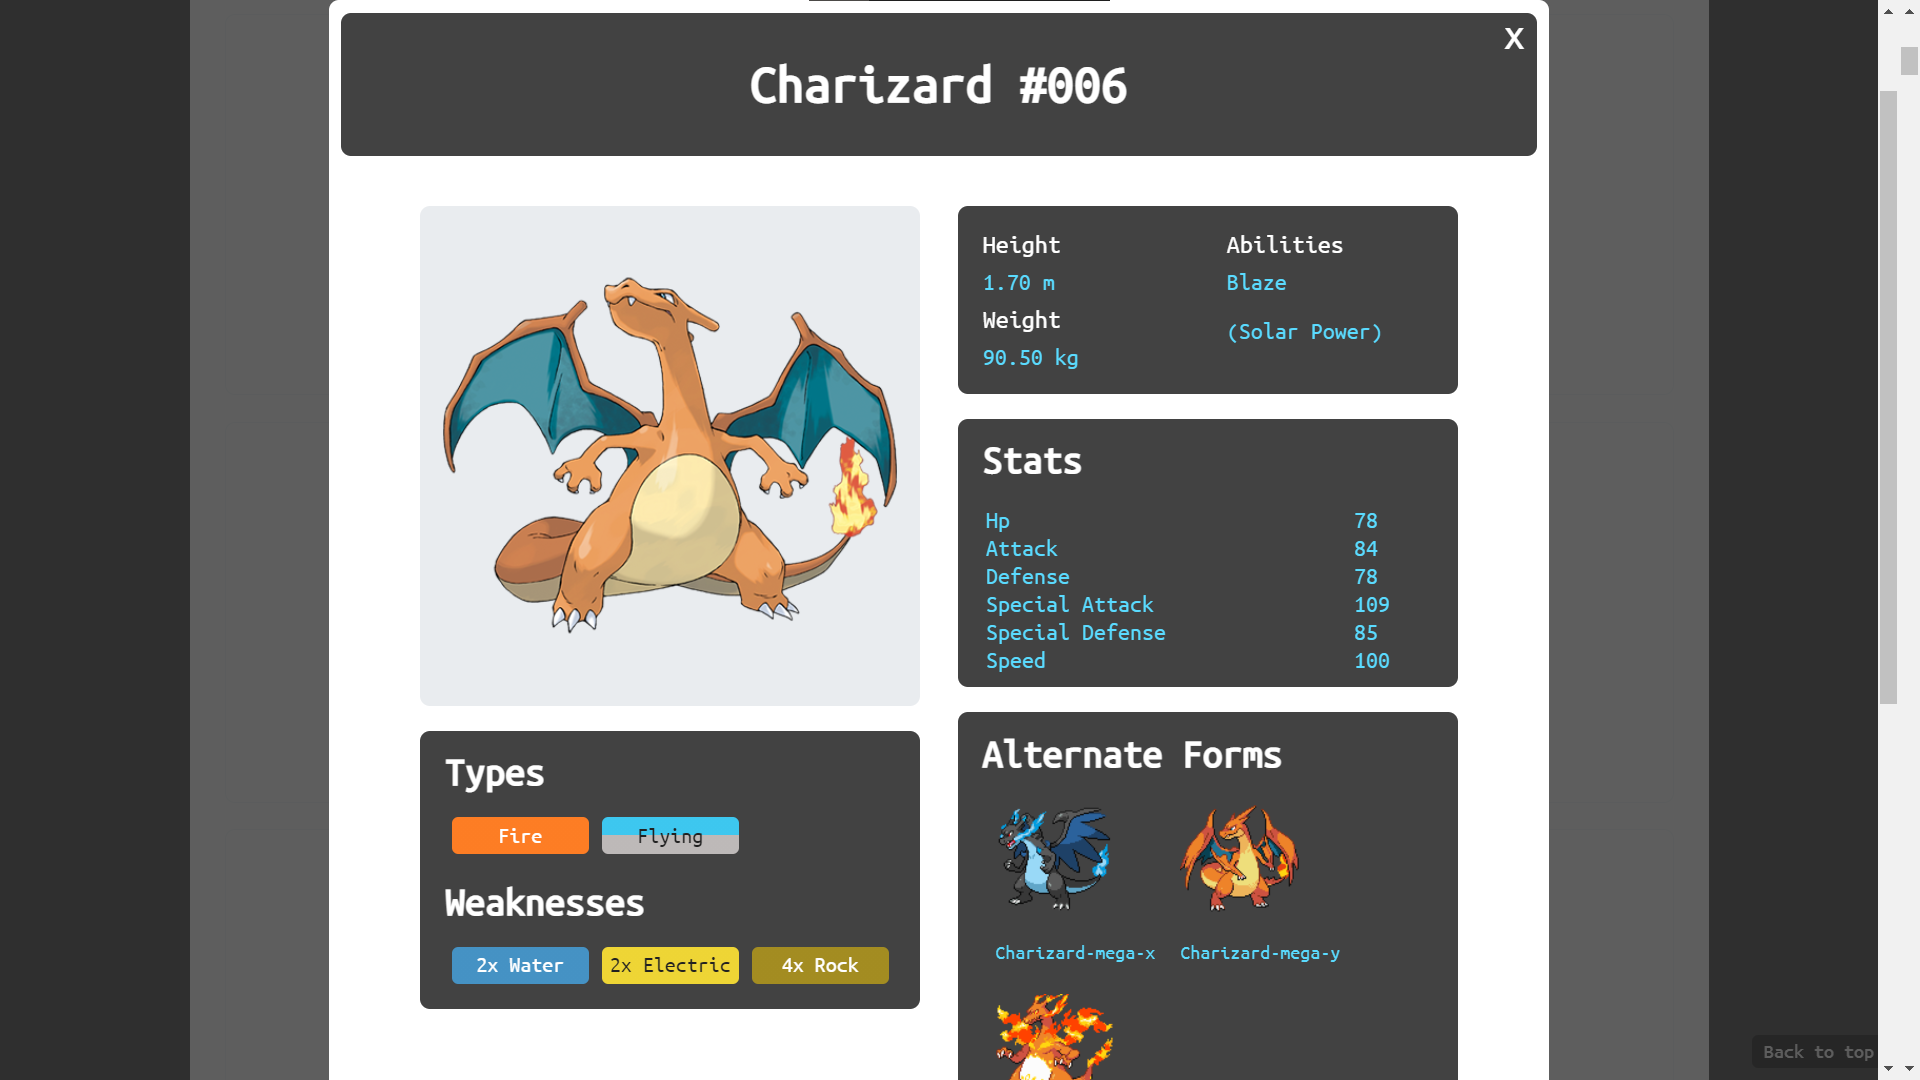 X
Charizard #006
Height
1.70 m
Weight
90.50 kg
Abilities
Blaze
(Solar Power)
Stats
Hp 78
Attack 84
Defense 78
Special Attack 109
Special Defense 85
Speed 100
Types
Fire Flying
Weaknesses
2x Water 2x Electric 4x Rock
Alternate Forms
Charizard-mega-x Charizard-mega-y
Back to top